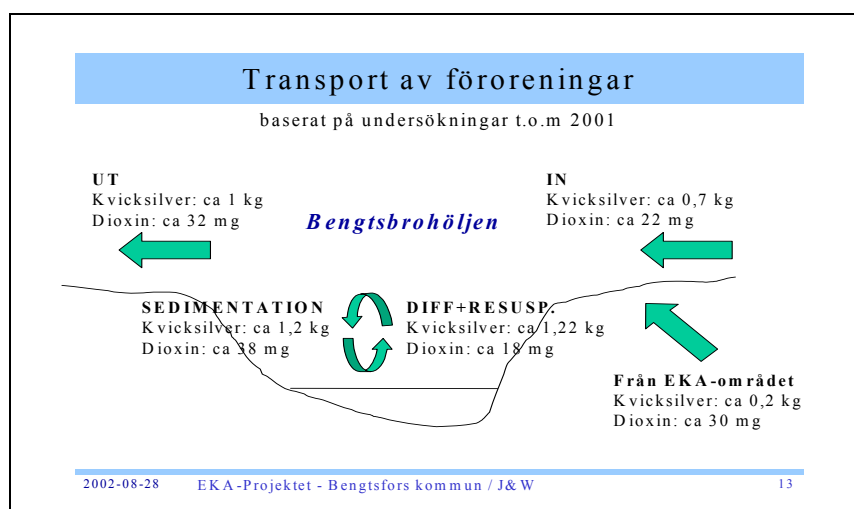 Transport av föroreningar
baserat på undersökningar t.o.m 2001
UT
Kvicksilver: ca 1 kg
Dioxin: ca 32 mg
Bengtsbrohöljen
IN
Kvicksilver: ca 0,7 kg
Dioxin: ca 22 mg
SEDIMENTATION
Kvicksilver: ca 1,2 kg
Dioxin: ca 38 mg
DIFF+RESUSP.
Kvicksilver: ca 1,22 kg
Dioxin: ca 18 mg
Från EKA-området
Kvicksilver: ca 0,2 kg
Dioxin: ca 30 mg
2002-08-28 EKA-Projektet - Bengtsfors kommun / J&W 13